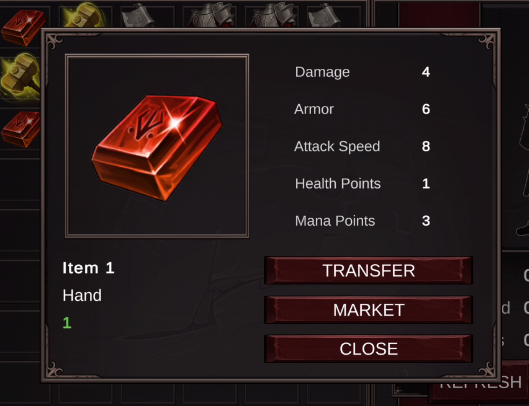 Damage 4
Armor 6
Attack Speed 8
Health Points 1
Mana Points 3
Item 1
Hand
1
TRANSFER
MARKET
CLOSE
REFRESH